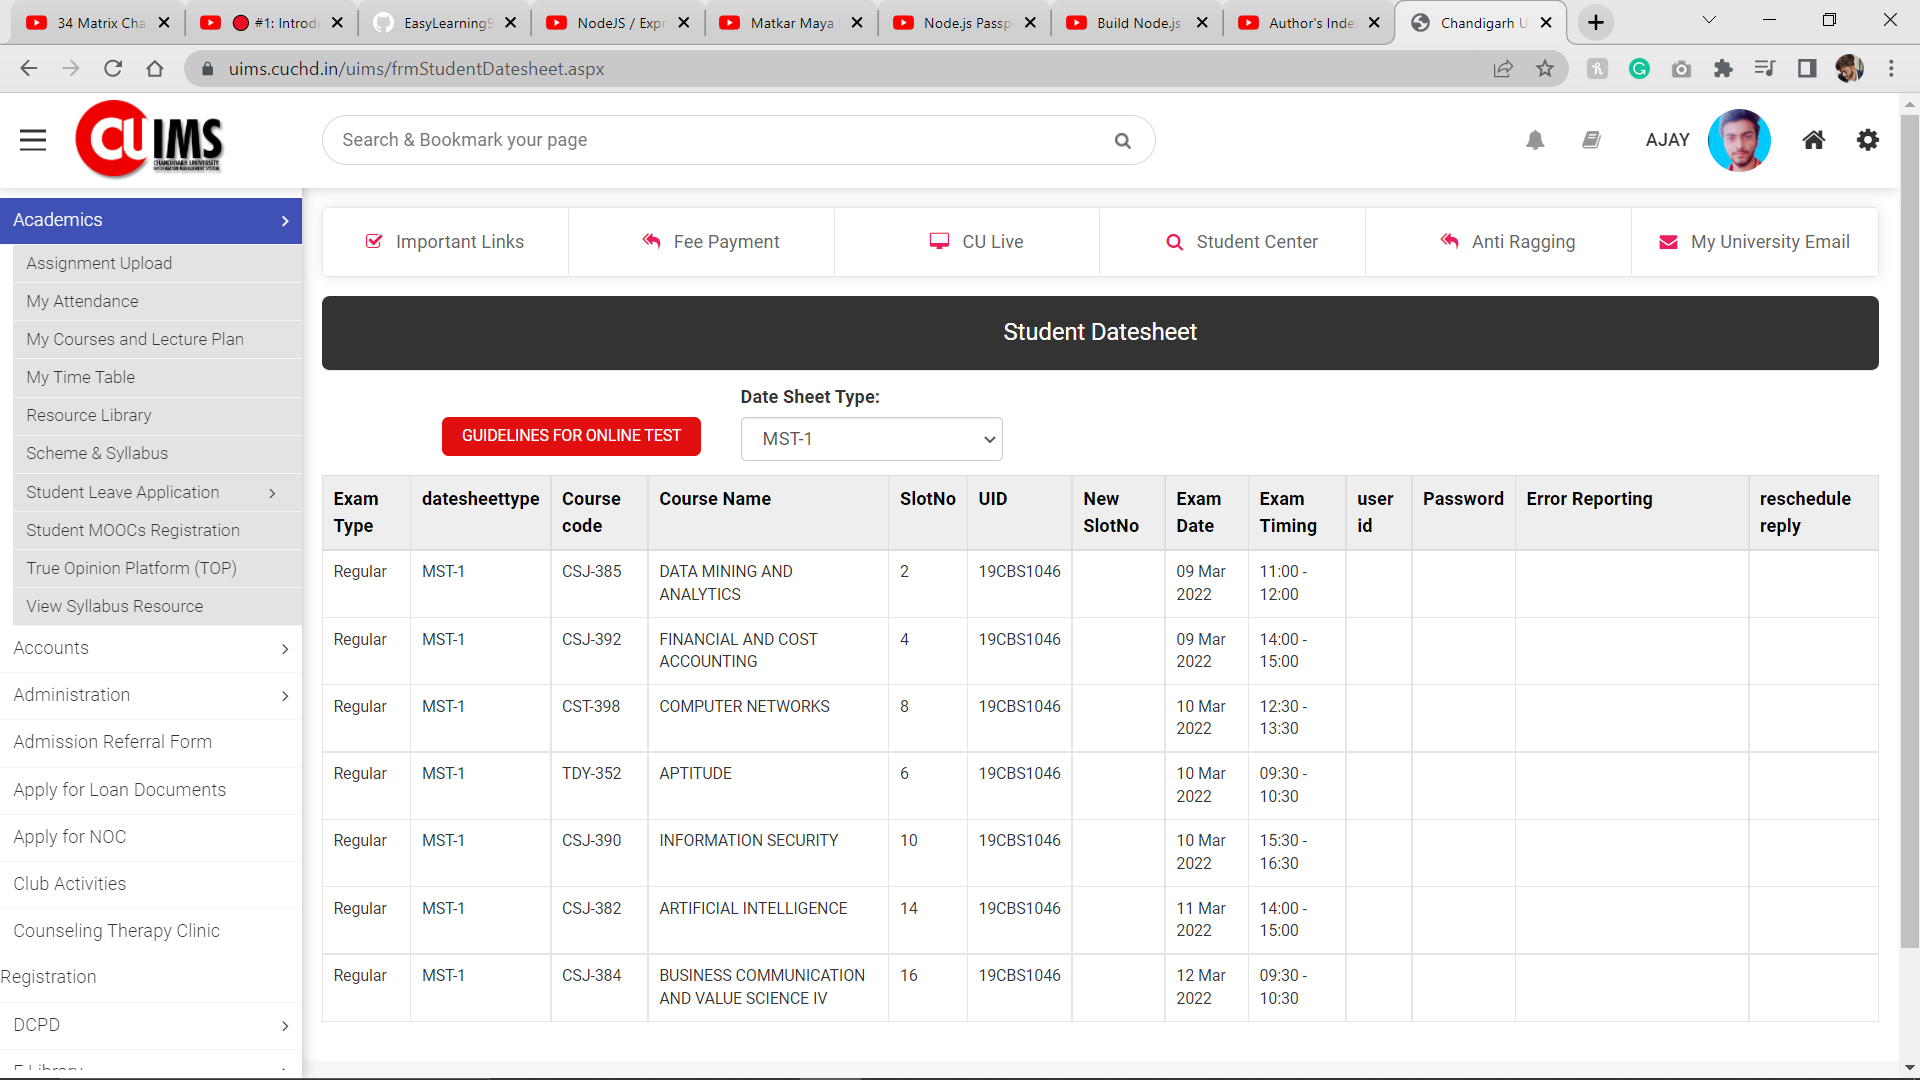 34 Matrix Cha
#1: Introd
EasyLearning9
NodeJS / Expr
Matkar Maya
Node.js Passp
Build Node.js
Author's Inde
Chandigarh U
uims.cuchd.in/uims/frmStudentDatesheet.aspx
CU IMS
CHANDIGARH UNIVERSITY
INFORMATION MANAGEMENT SYSTEM
Search & Bookmark your page
AJAY
Academics
Assignment Upload
My Attendance
My Courses and Lecture Plan
My Time Table
Resource Library
Scheme & Syllabus
Student Leave Application
Student MOOCs Registration
True Opinion Platform (TOP)
View Syllabus Resource
Accounts
Administration
Admission Referral Form
Apply for Loan Documents
Apply for NOC
Club Activities
Counseling Therapy Clinic
Registration
DCPD
E Library
Important Links
Fee Payment
CU Live
Student Center
Anti Ragging
My University Email
Student Datesheet
Date Sheet Type:
GUIDELINES FOR ONLINE TEST
MST-1
Exam Type datesheettype Course code Course Name SlotNo UID New SlotNo Exam Date Exam Timing user id Password Error Reporting reschedule reply
Regular MST-1 CSJ-385 DATA MINING AND ANALYTICS 2 19CBS1046 09 Mar 2022 11:00 - 12:00
Regular MST-1 CSJ-392 FINANCIAL AND COST ACCOUNTING 4 19CBS1046 09 Mar 2022 14:00 - 15:00
Regular MST-1 CST-398 COMPUTER NETWORKS 8 19CBS1046 10 Mar 2022 12:30 - 13:30
Regular MST-1 TDY-352 APTITUDE 6 19CBS1046 10 Mar 2022 09:30 - 10:30
Regular MST-1 CSJ-390 INFORMATION SECURITY 10 19CBS1046 10 Mar 2022 15:30 - 16:30
Regular MST-1 CSJ-382 ARTIFICIAL INTELLIGENCE 14 19CBS1046 11 Mar 2022 14:00 - 15:00
Regular MST-1 CSJ-384 BUSINESS COMMUNICATION AND VALUE SCIENCE IV 16 19CBS1046 12 Mar 2022 09:30 - 10:30